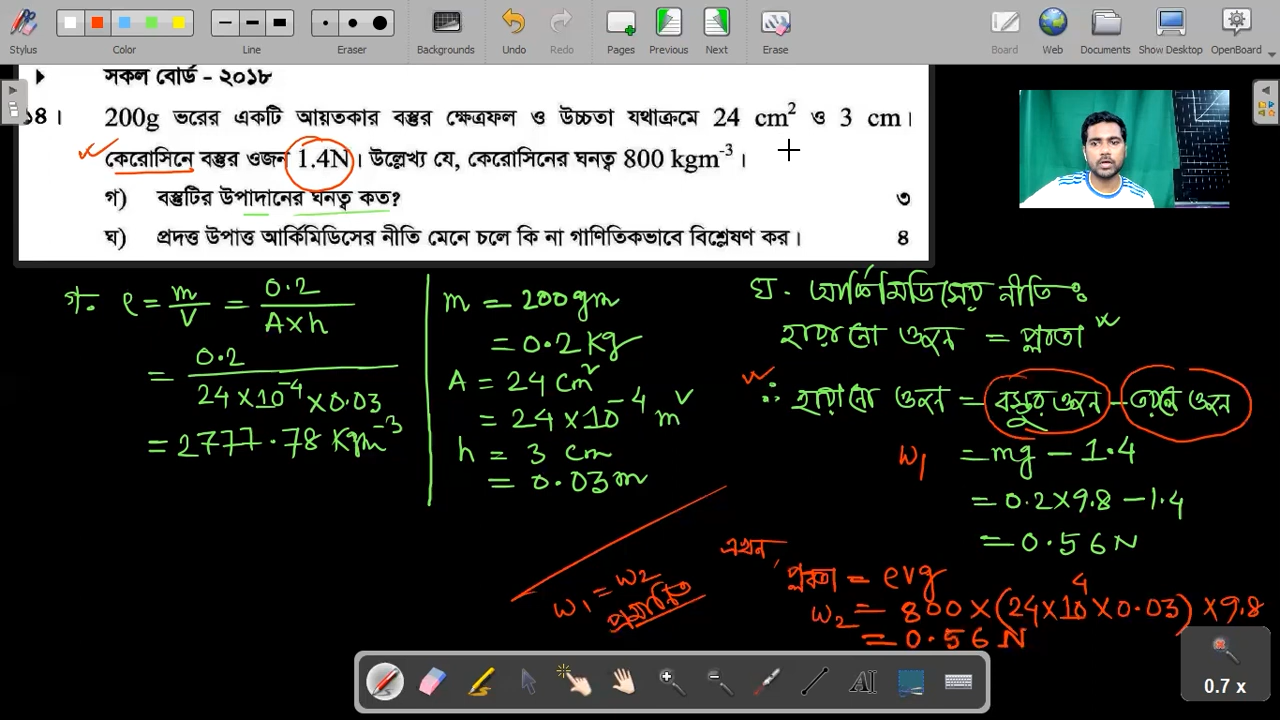 Stylus
Color
Line
Eraser
Backgrounds
Undo
Redo
Pages
Previous
Next
Erase
Board
Web
Documents
Show Desktop
OpenBoard
সকল বোর্ড - ২০১৮
১৪। 200g ভরের একটি আয়তকার বস্তুর ক্ষেত্রফল ও উচ্চতা যথাক্রমে 24 cm² ও 3 cm।
কেরোসিনে বস্তুর ওজন 1.4N। উল্লেখ্য যে, কেরোসিনের ঘনত্ব 800 kgm⁻³।
গ) বস্তুটির উপাদানের ঘনত্ব কত? ৩
ঘ) প্রদত্ত উপাত্ত আর্কিমিডিসের নীতি মেনে চলে কি না গাণিতিকভাবে বিশ্লেষণ কর। ৪
গ. ρ = m/V = 0.2/A×h
= 0.2/24×10⁻⁴×0.03
= 2777.78 Kgm⁻³
m = 200gm
= 0.2Kg
A = 24 Cm²
= 24×10⁻⁴ m²
h = 3 cm
= 0.03m
ঘ. আর্কিমিডিসের নীতিঃ
হারানো ওজন = প্লবতা
∴ হারানো ওজন = বস্তুর ওজন - তরলে ওজন
W₁ = mg - 1.4
= 0.2×9.8 - 1.4
= 0.56N
এখন,
প্লবতা = ρvg
W₂ = 800×(24×10⁴×0.03)×9.8
= 0.56N
W₁ = W₂
প্রমাণিত
0.7 x